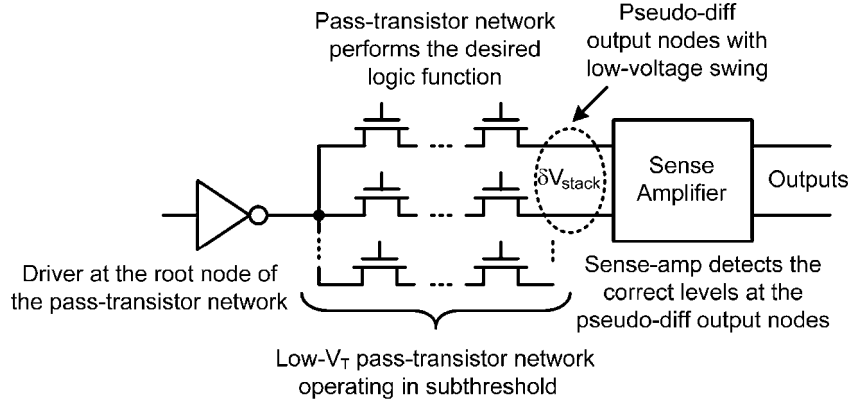 Pass-transistor network
performs the desired
logic function
Pseudo-diff
output nodes with
low-voltage swing
δVstack
Sense
Amplifier
Outputs
Driver at the root node of
the pass-transistor network
Sense-amp detects the
correct levels at the
pseudo-diff output nodes
Low-VT pass-transistor network
operating in subthreshold